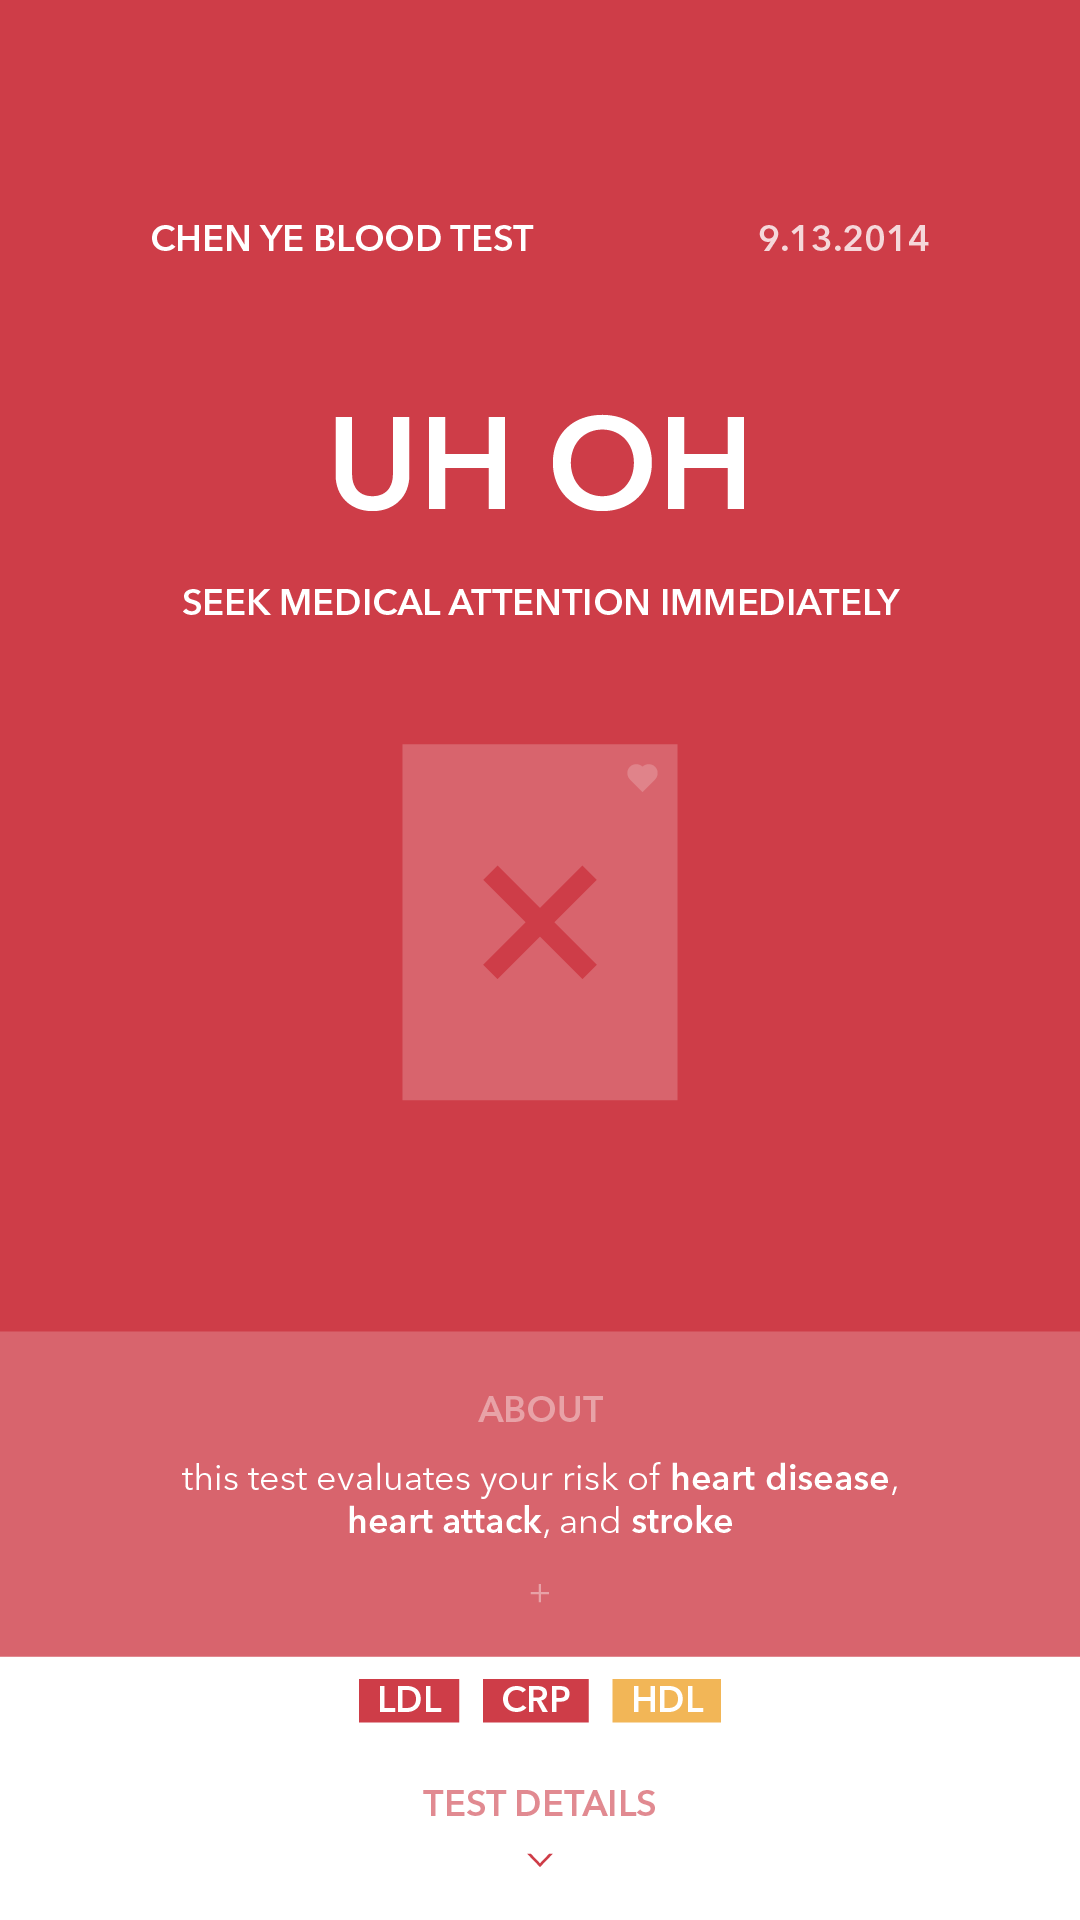 CHEN YE BLOOD TEST 9.13.2014
UH OH
SEEK MEDICAL ATTENTION IMMEDIATELY
ABOUT
this test evaluates your risk of heart disease,
heart attack, and stroke
+
LDL CRP HDL
TEST DETAILS